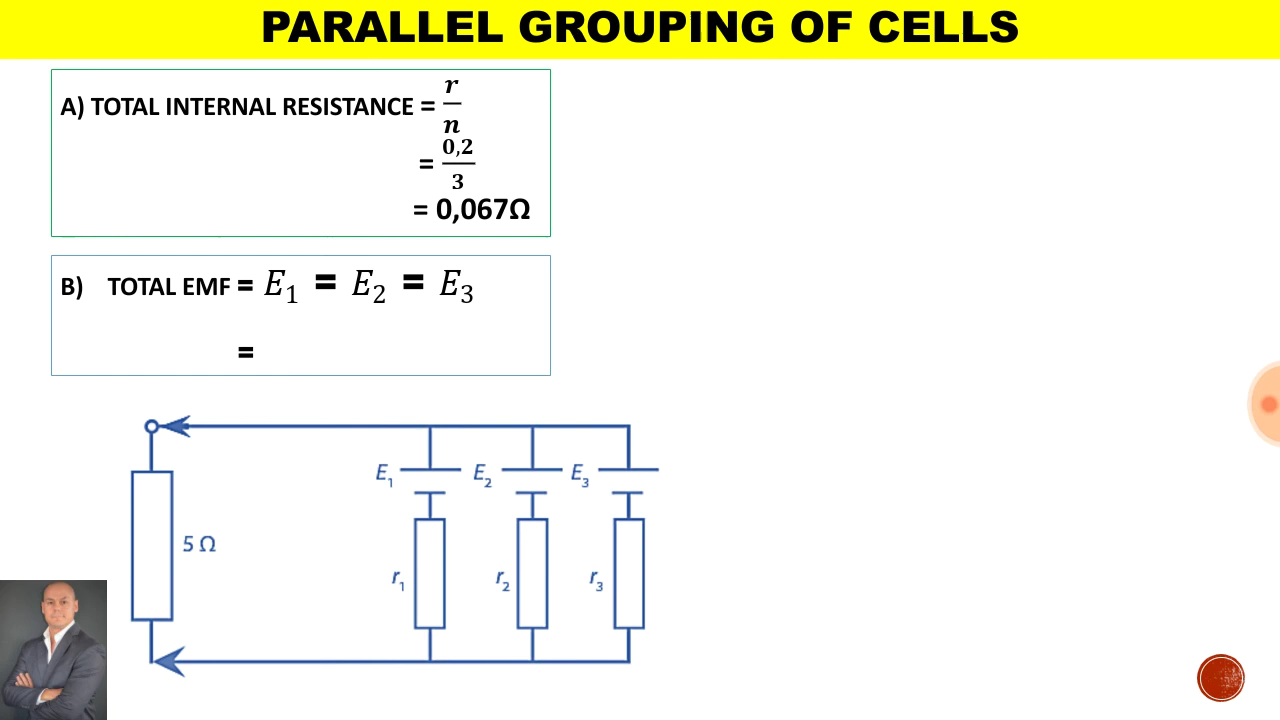 PARALLEL GROUPING OF CELLS
A) TOTAL INTERNAL RESISTANCE = r/n
= 0,2/3
= 0,067Ω
B) TOTAL EMF = E₁ = E₂ = E₃
=
E₁ E₂ E₃
5 Ω
r₁ r₂ r₃